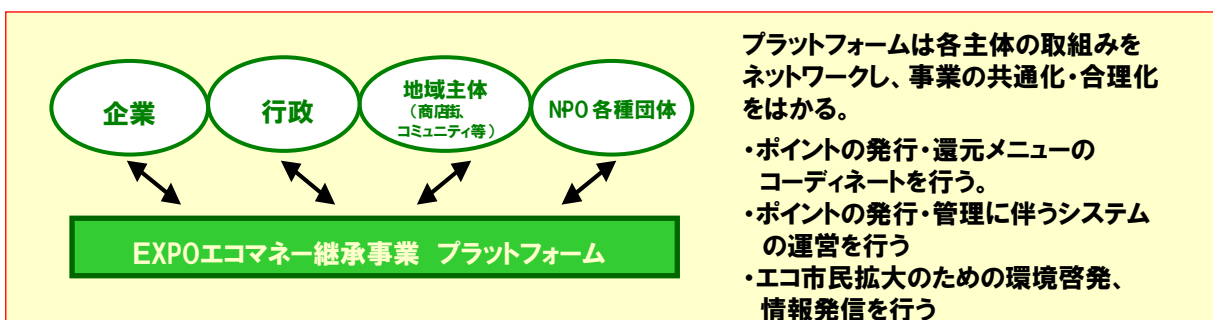 企業
行政
地域主体
（商店街、
コミュニティ等）
NPO各種団体
EXPOエコマネー継承事業 プラットフォーム
プラットフォームは各主体の取組みを
ネットワークし、事業の共通化・合理化
をはかる。
・ポイントの発行・還元メニューの
コーディネートを行う。
・ポイントの発行・管理に伴うシステム
の運営を行う
・エコ市民拡大のための環境啓発、
情報発信を行う